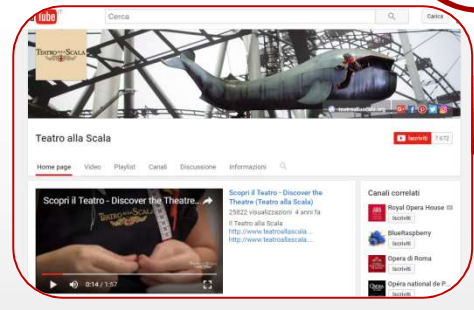 Tube
Cerca
Carica
TEATRO ALLA SCALA
teatroallascala.org
Teatro alla Scala
Iscriviti 7.672
Home page Video Playlist Canali Discussione Informazioni
Scopri il Teatro - Discover the Theatre...
0:14 / 1:57
Scopri il Teatro - Discover the
Theatre (Teatro alla Scala)
25822 visualizzazioni 4 anni fa
Il Teatro alla Scala
http://www.teatroallascala....
http://www.teatroallascala....
Canali correlati
Royal Opera House
Iscriviti
BlueRaspberry
Iscriviti
Opera di Roma
Iscriviti
Opéra national de P...
Iscriviti